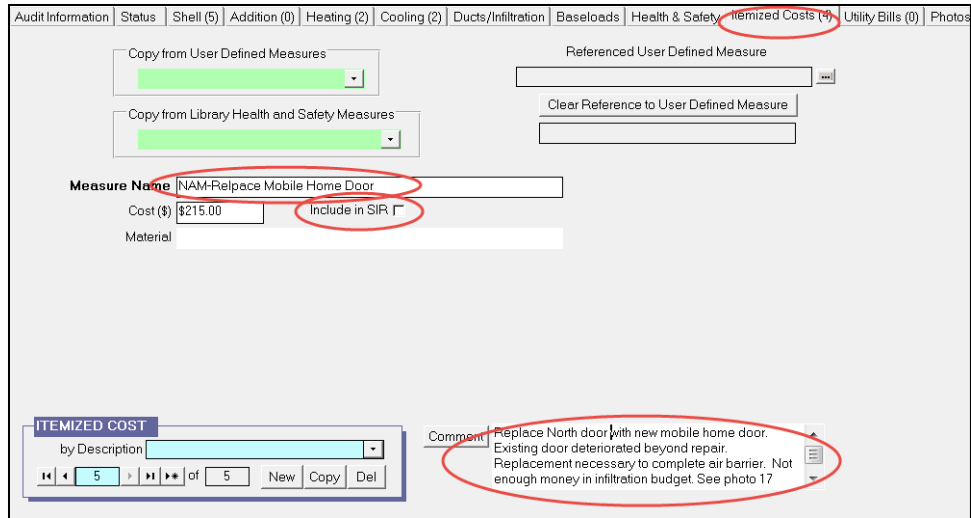 Audit Information Status Shell (5) Addition (0) Heating (2) Cooling (2) Ducts/Infiltration Baseloads Health & Safety Itemized Costs (4) Utility Bills (0) Photos
Copy from User Defined Measures
Referenced User Defined Measure
...
Clear Reference to User Defined Measure
Copy from Library Health and Safety Measures
Measure Name NAM-Relpace Mobile Home Door
Cost ($) $215.00 Include in SIR
Material
ITEMIZED COST
by Description
5 of 5 New Copy Del
Comment
Replace North door with new mobile home door.
Existing door deteriorated beyond repair.
Replacement necessary to complete air barrier. Not
enough money in infiltration budget. See photo 17